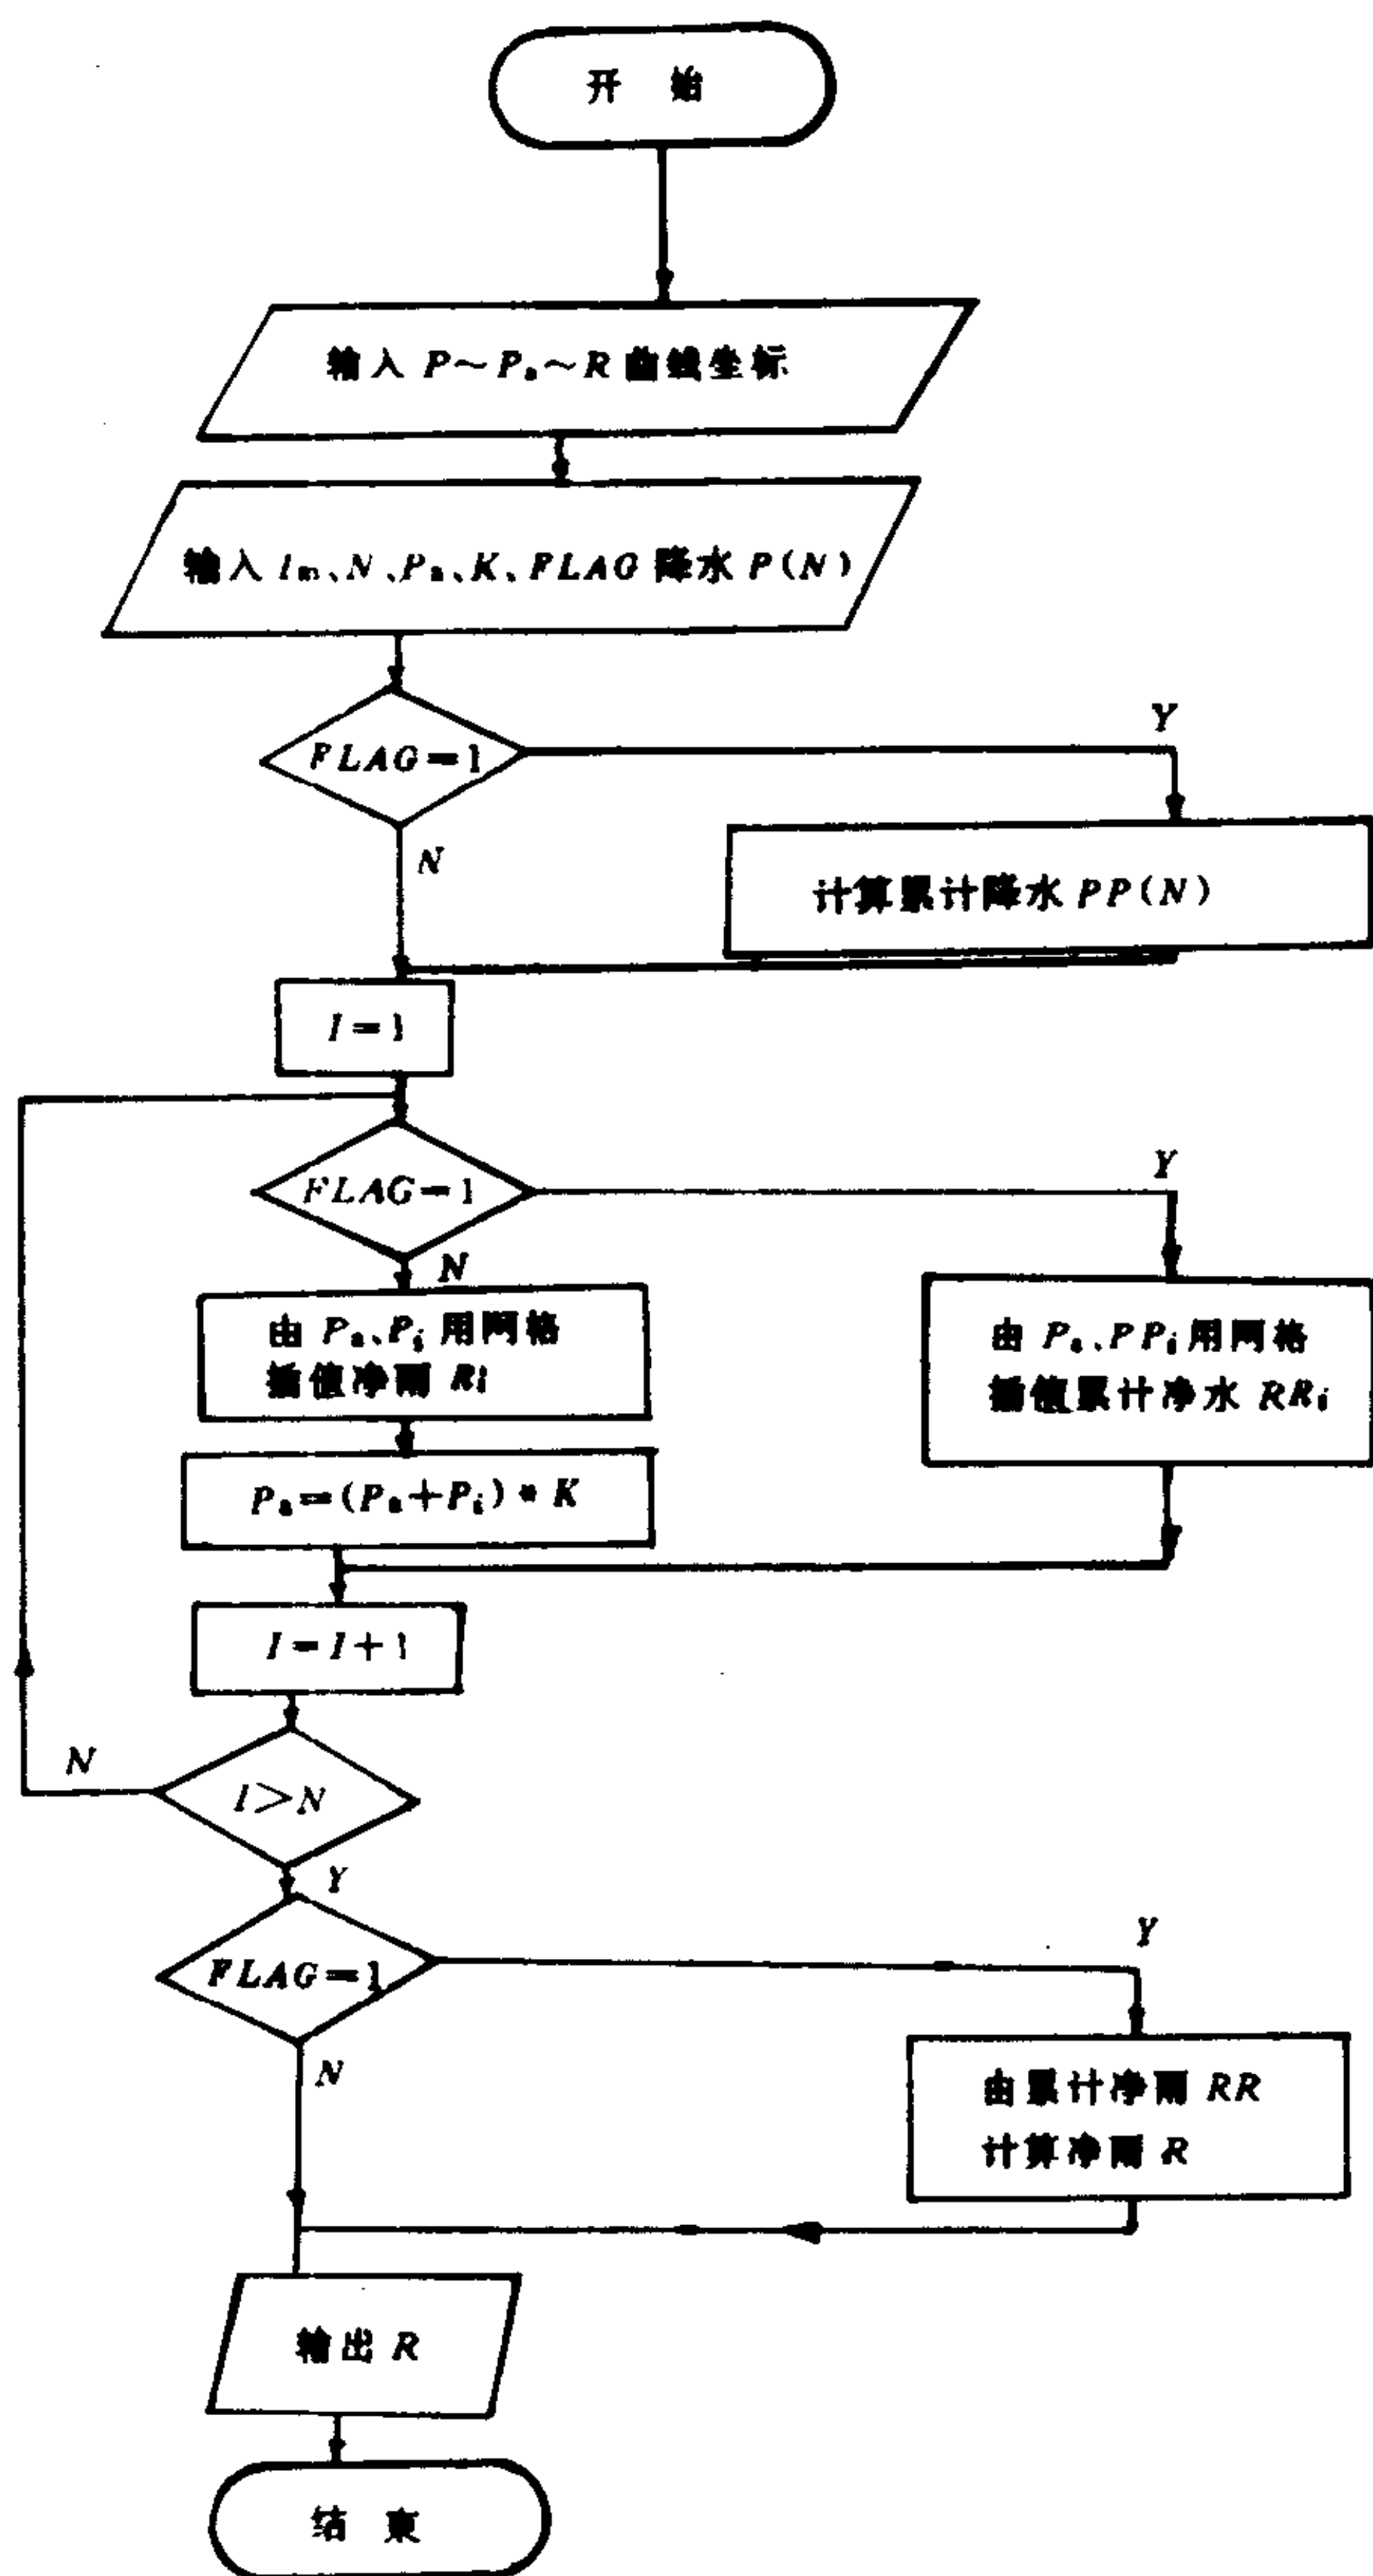 开 始
输入 P～Pa～R 曲线坐标
输入 Im、N、Pa、K、FLAG 降水 P(N)
FLAG=1
Y
N
计算累计降水 PP(N)
I=1
FLAG=1
Y
N
由 Pa、Pi 用网格
插值净雨 Ri
由 Pa、PPi 用网格
插值累计净水 RRi
Pa=(Pa+Pi)*K
I=I+1
N
I>N
Y
FLAG=1
Y
N
由累计净雨 RR
计算净雨 R
输出 R
结 束